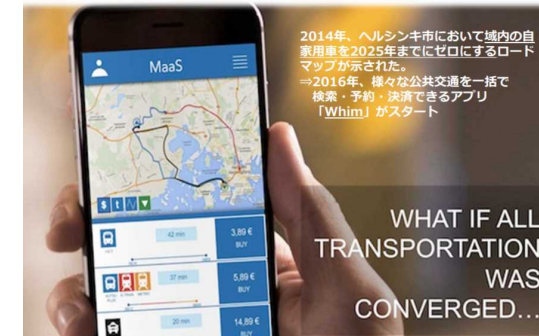 2014年、ヘルシンキ市において域内の自
家用車を2025年までにゼロにするロード
マップが示された。
⇒2016年、様々な公共交通を一括で
検索・予約・決済できるアプリ
「Whim」がスタート
MaaS
42 min
3,89 €
BUY
37 min
5,89 €
BUY
20 min
14,89 €
BUY
WHAT IF ALL
TRANSPORTATION
WAS
CONVERGED...